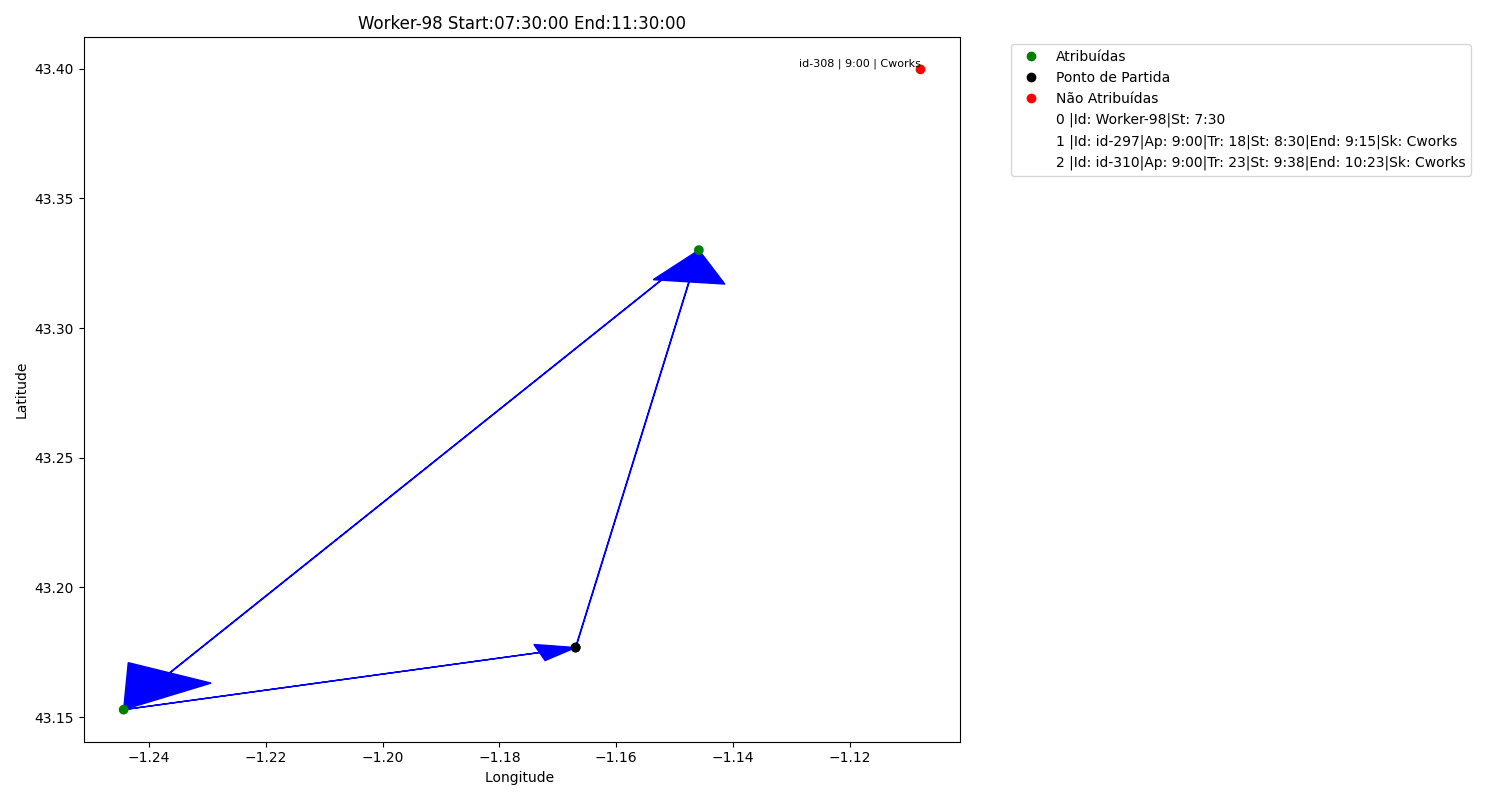 Worker-98 Start:07:30:00 End:11:30:00
id-308 | 9:00 | Cworks
43.40
43.35
43.30
43.25
43.20
43.15
Latitude
−1.24
−1.22
−1.20
−1.18
−1.16
−1.14
−1.12
Longitude
Atribuídas
Ponto de Partida
Não Atribuídas
0 |Id: Worker-98|St: 7:30
1 |Id: id-297|Ap: 9:00|Tr: 18|St: 8:30|End: 9:15|Sk: Cworks
2 |Id: id-310|Ap: 9:00|Tr: 23|St: 9:38|End: 10:23|Sk: Cworks